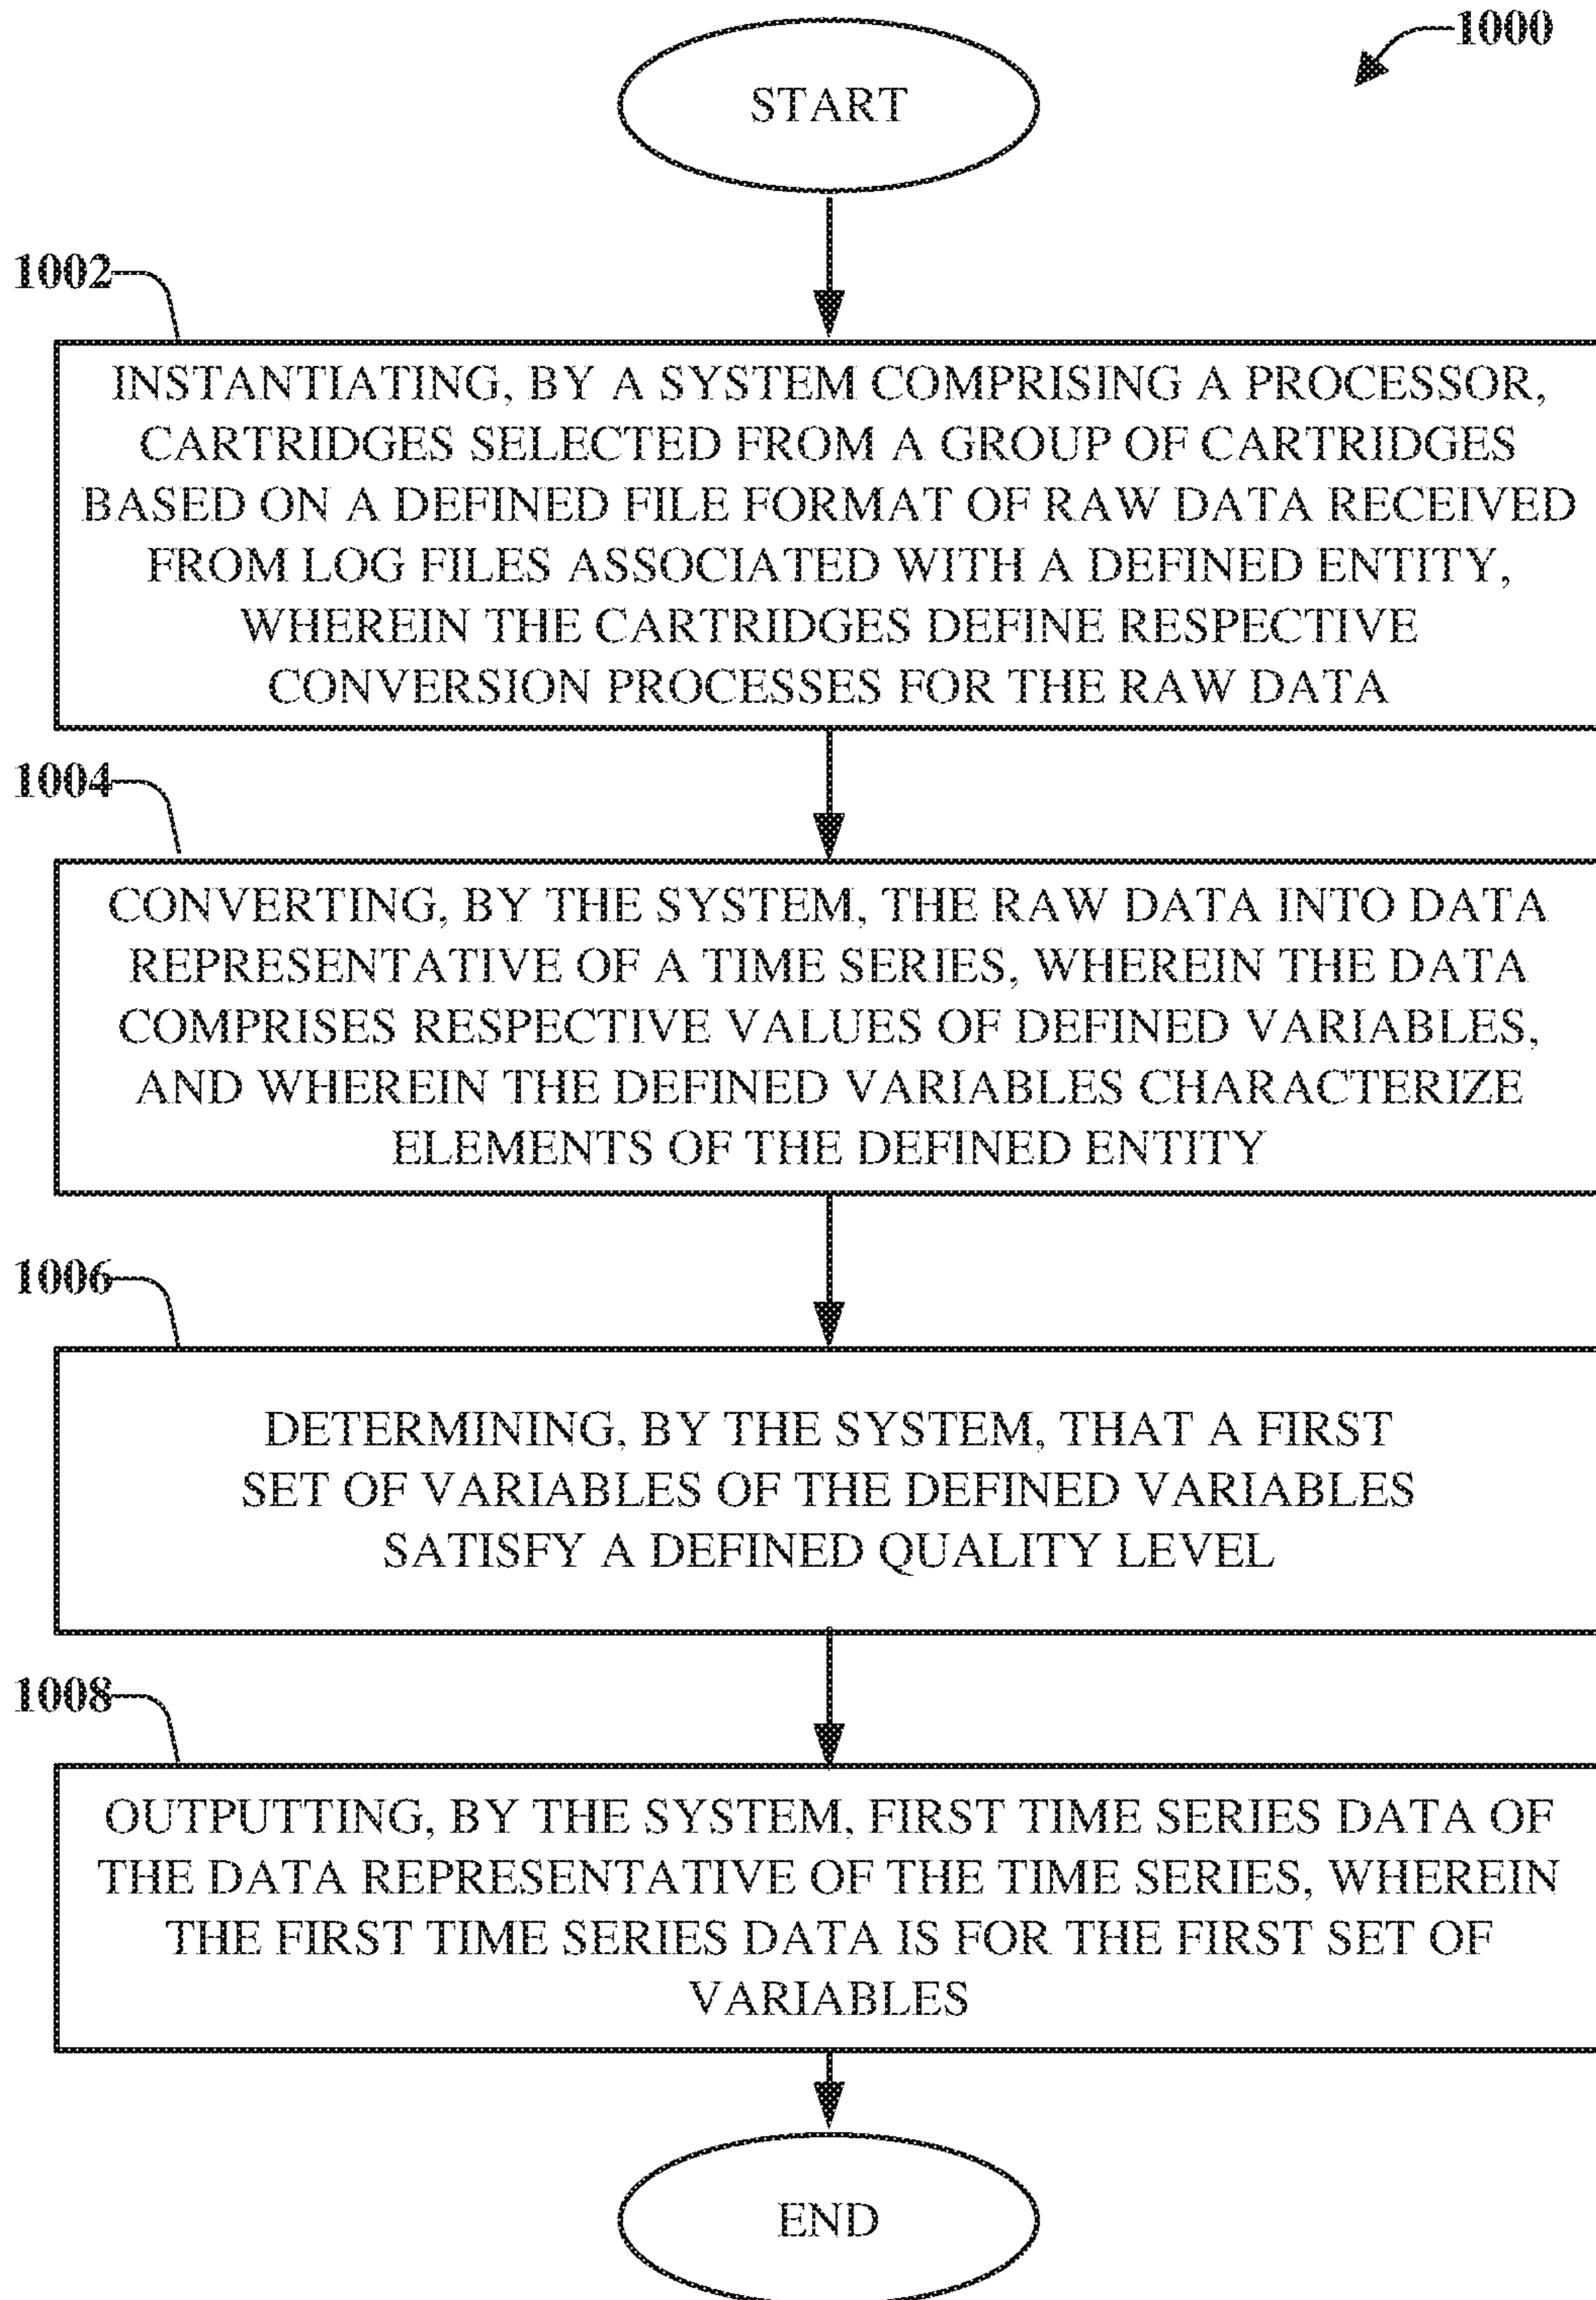 1000
START
1002
INSTANTIATING, BY A SYSTEM COMPRISING A PROCESSOR,
CARTRIDGES SELECTED FROM A GROUP OF CARTRIDGES
BASED ON A DEFINED FILE FORMAT OF RAW DATA RECEIVED
FROM LOG FILES ASSOCIATED WITH A DEFINED ENTITY,
WHEREIN THE CARTRIDGES DEFINE RESPECTIVE
CONVERSION PROCESSES FOR THE RAW DATA
1004
CONVERTING, BY THE SYSTEM, THE RAW DATA INTO DATA
REPRESENTATIVE OF A TIME SERIES, WHEREIN THE DATA
COMPRISES RESPECTIVE VALUES OF DEFINED VARIABLES,
AND WHEREIN THE DEFINED VARIABLES CHARACTERIZE
ELEMENTS OF THE DEFINED ENTITY
1006
DETERMINING, BY THE SYSTEM, THAT A FIRST
SET OF VARIABLES OF THE DEFINED VARIABLES
SATISFY A DEFINED QUALITY LEVEL
1008
OUTPUTTING, BY THE SYSTEM, FIRST TIME SERIES DATA OF
THE DATA REPRESENTATIVE OF THE TIME SERIES, WHEREIN
THE FIRST TIME SERIES DATA IS FOR THE FIRST SET OF
VARIABLES
END